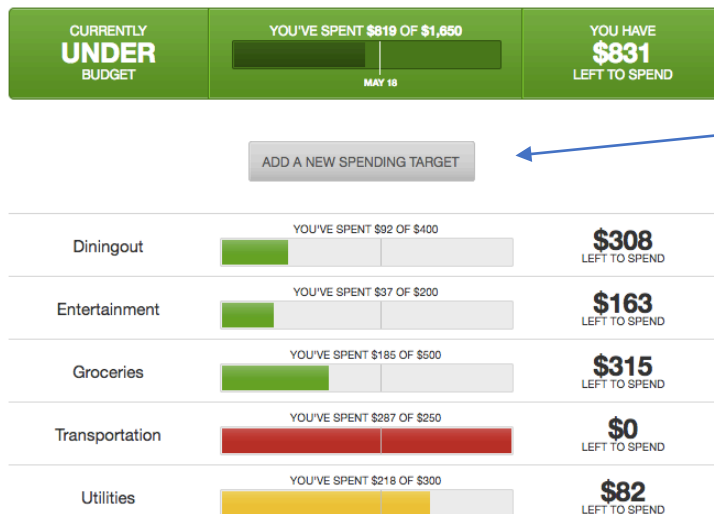 CURRENTLY
UNDER
BUDGET
YOU'VE SPENT $819 OF $1,650
MAY 18
YOU HAVE
$831
LEFT TO SPEND
ADD A NEW SPENDING TARGET
Diningout
YOU'VE SPENT $92 OF $400
$308
LEFT TO SPEND
Entertainment
YOU'VE SPENT $37 OF $200
$163
LEFT TO SPEND
Groceries
YOU'VE SPENT $185 OF $500
$315
LEFT TO SPEND
Transportation
YOU'VE SPENT $287 OF $250
$0
LEFT TO SPEND
Utilities
YOU'VE SPENT $218 OF $300
$82
LEFT TO SPEND